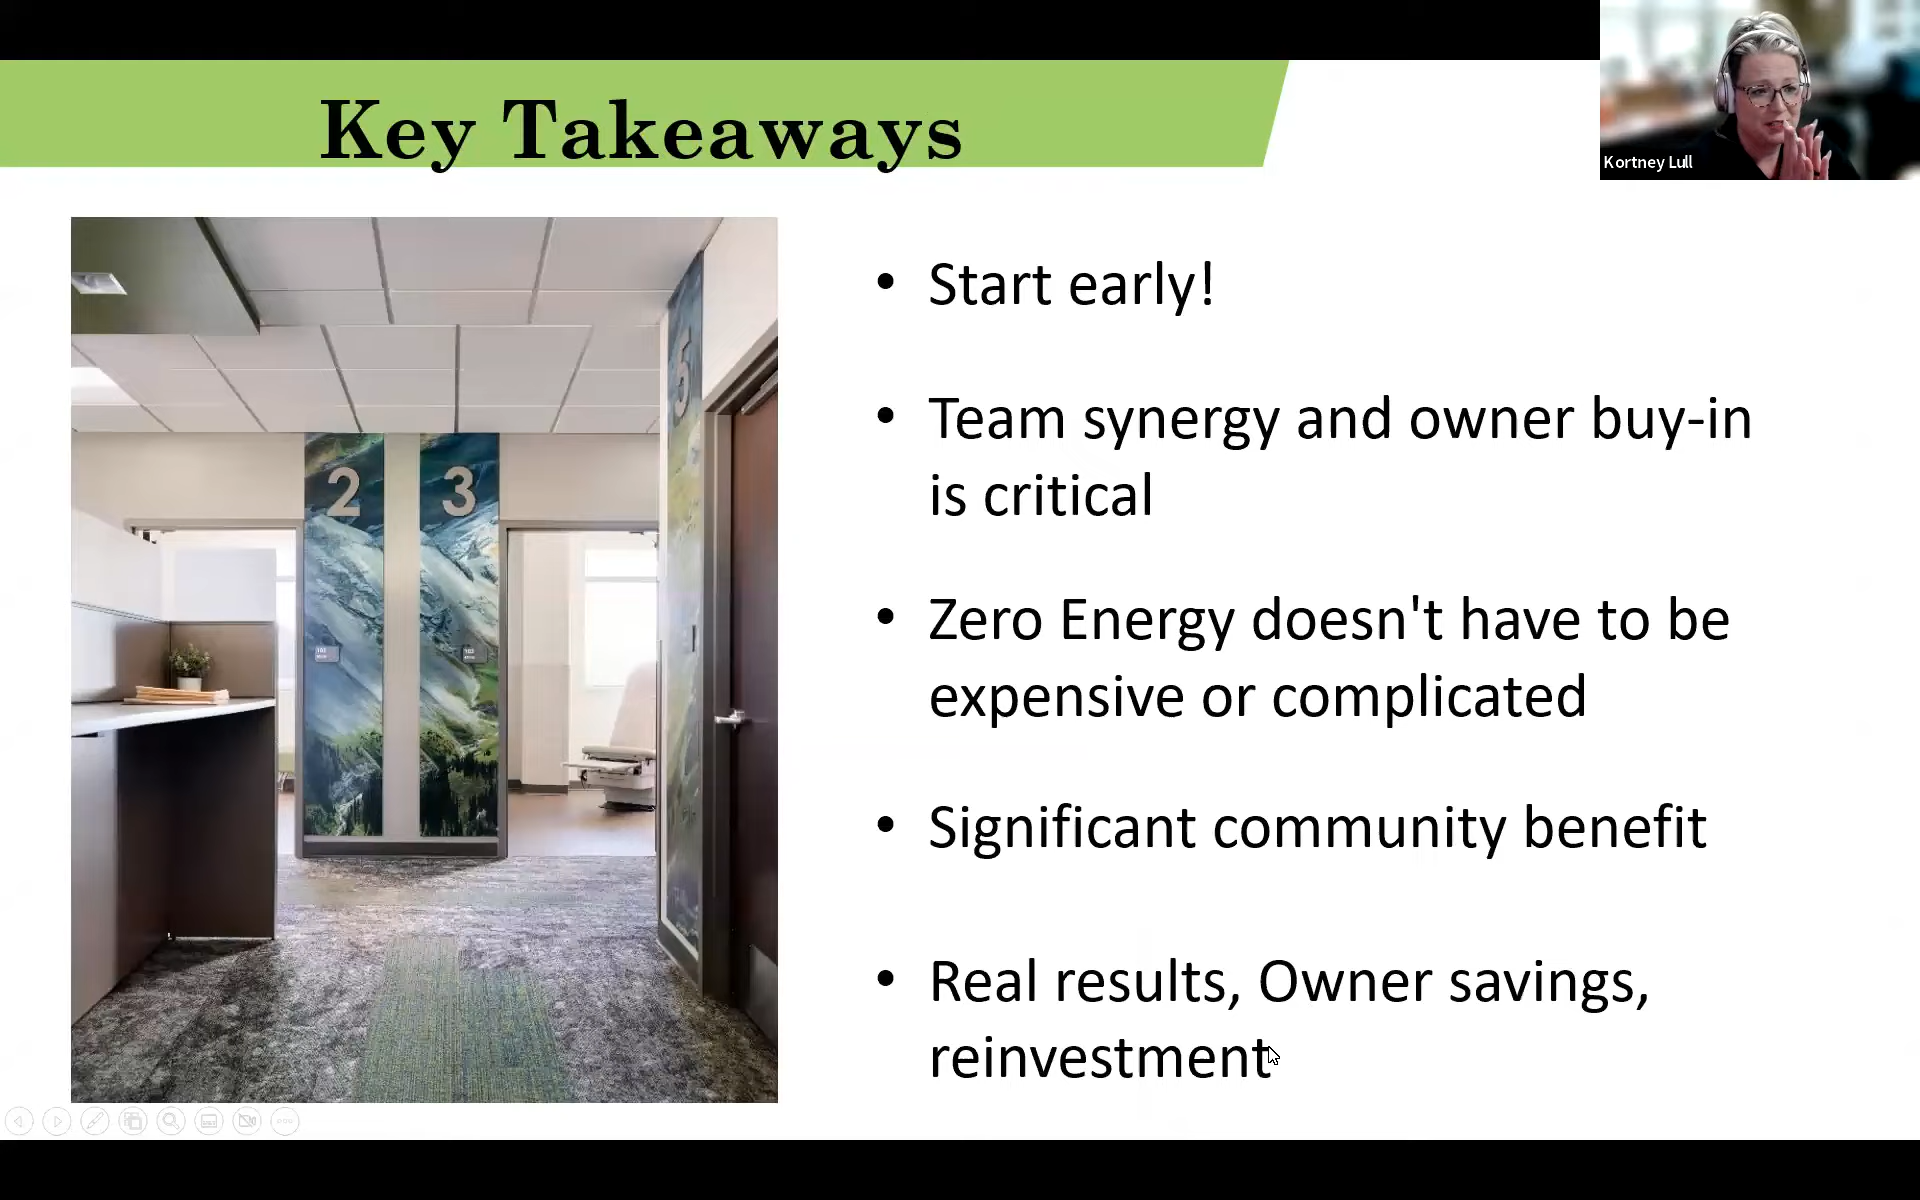 Key Takeaways
Kortney Lull
• Start early!
• Team synergy and owner buy-in
is critical
• Zero Energy doesn't have to be
expensive or complicated
• Significant community benefit
• Real results, Owner savings,
reinvestment
2
3
5